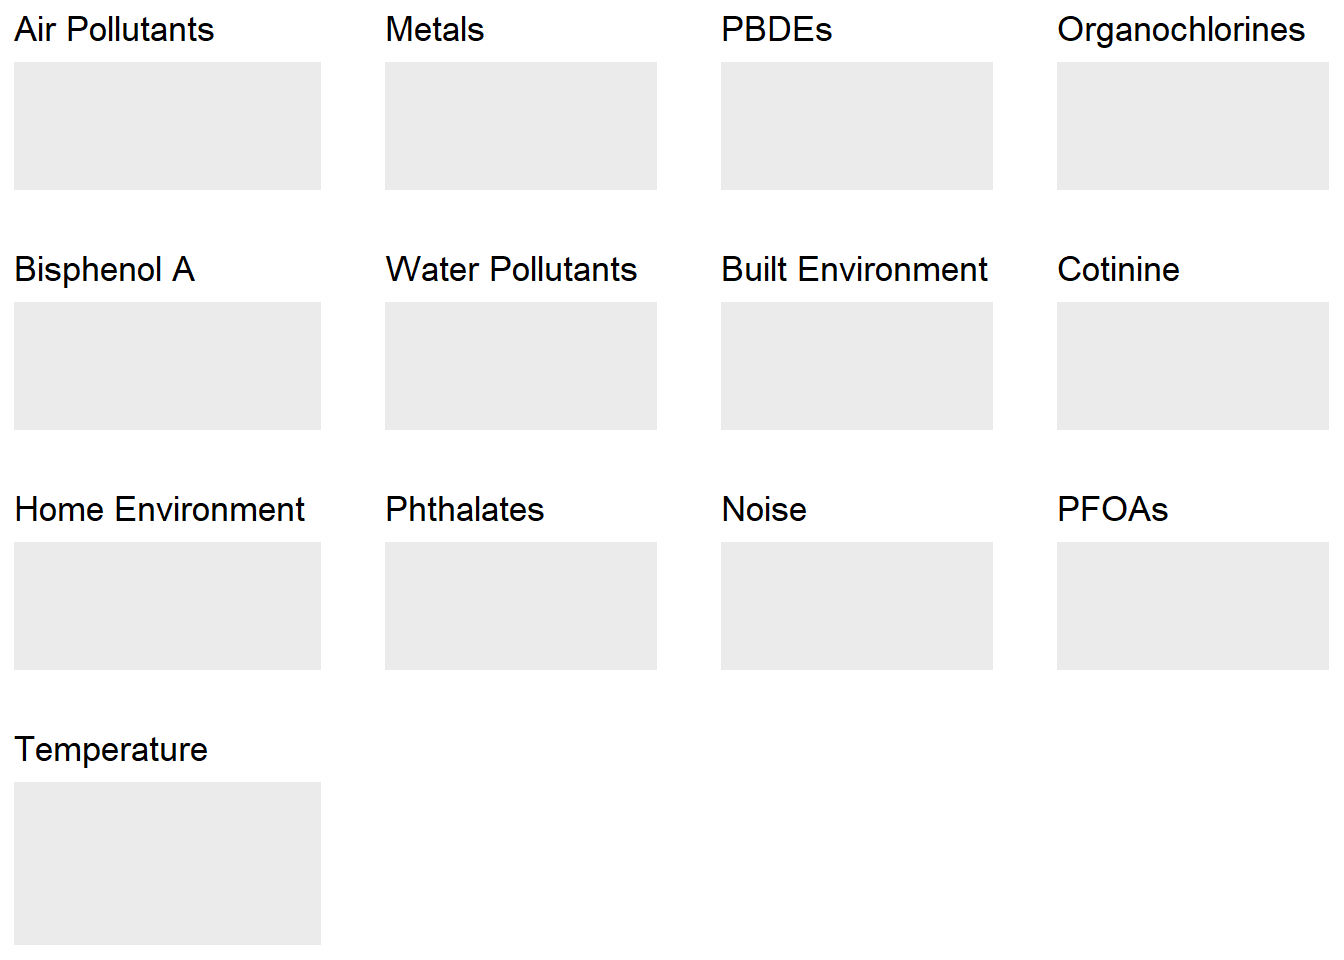 Air Pollutants
Metals
PBDEs
Organochlorines
Bisphenol A
Water Pollutants
Built Environment
Cotinine
Home Environment
Phthalates
Noise
PFOAs
Temperature